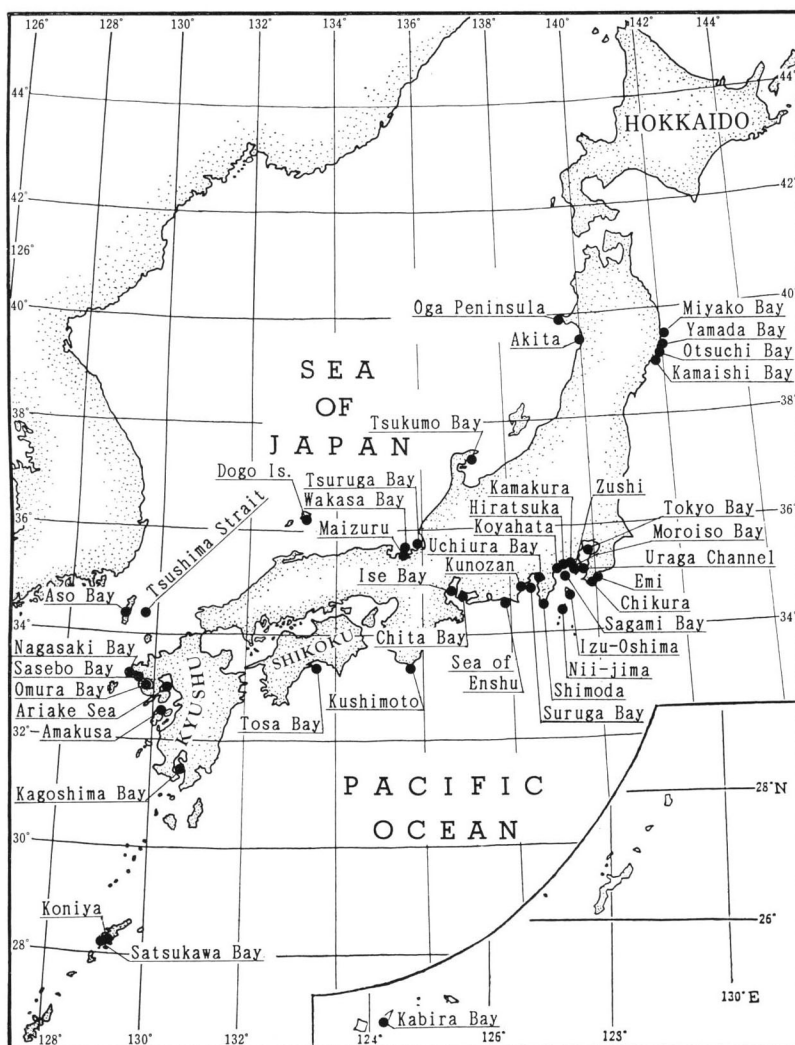 126° 128° 130° 132° 134° 136° 138° 140° 142° 144°
44° 44°
HOKKAIDO
42° 42°
126°
40° 40°
Oga Peninsula
Miyako Bay
Akita
Yamada Bay
Otsuchi Bay
Kamaishi Bay
SEA
OF
JAPAN
38° 38°
Tsukumo Bay
Dogo Is.
Tsuruga Bay
Wakasa Bay
Maizuru
Kamakura
Zushi
Hiratsuka
Tokyo Bay
Koyahata
Moroiso Bay
Uchiura Bay
Uraga Channel
Kunozan
Emi
Ise Bay
Chikura
36° 36°
Tsushima Strait
Aso Bay
Sagami Bay
Chita Bay
Izu-Oshima
Sea of
Enshu
Nii-jima
Shimoda
Suruga Bay
34°
Nagasaki Bay
Sasebo Bay
Omura Bay
Ariake Sea
Amakusa
KYUSHU
SHIKOKU
Kushimoto
Tosa Bay
32°
Kagoshima Bay
PACIFIC
OCEAN
30°
28°N
Koniya
26°
28°
Satsukawa Bay
130°E
Kabira Bay
128° 130° 132° 124° 126° 128°